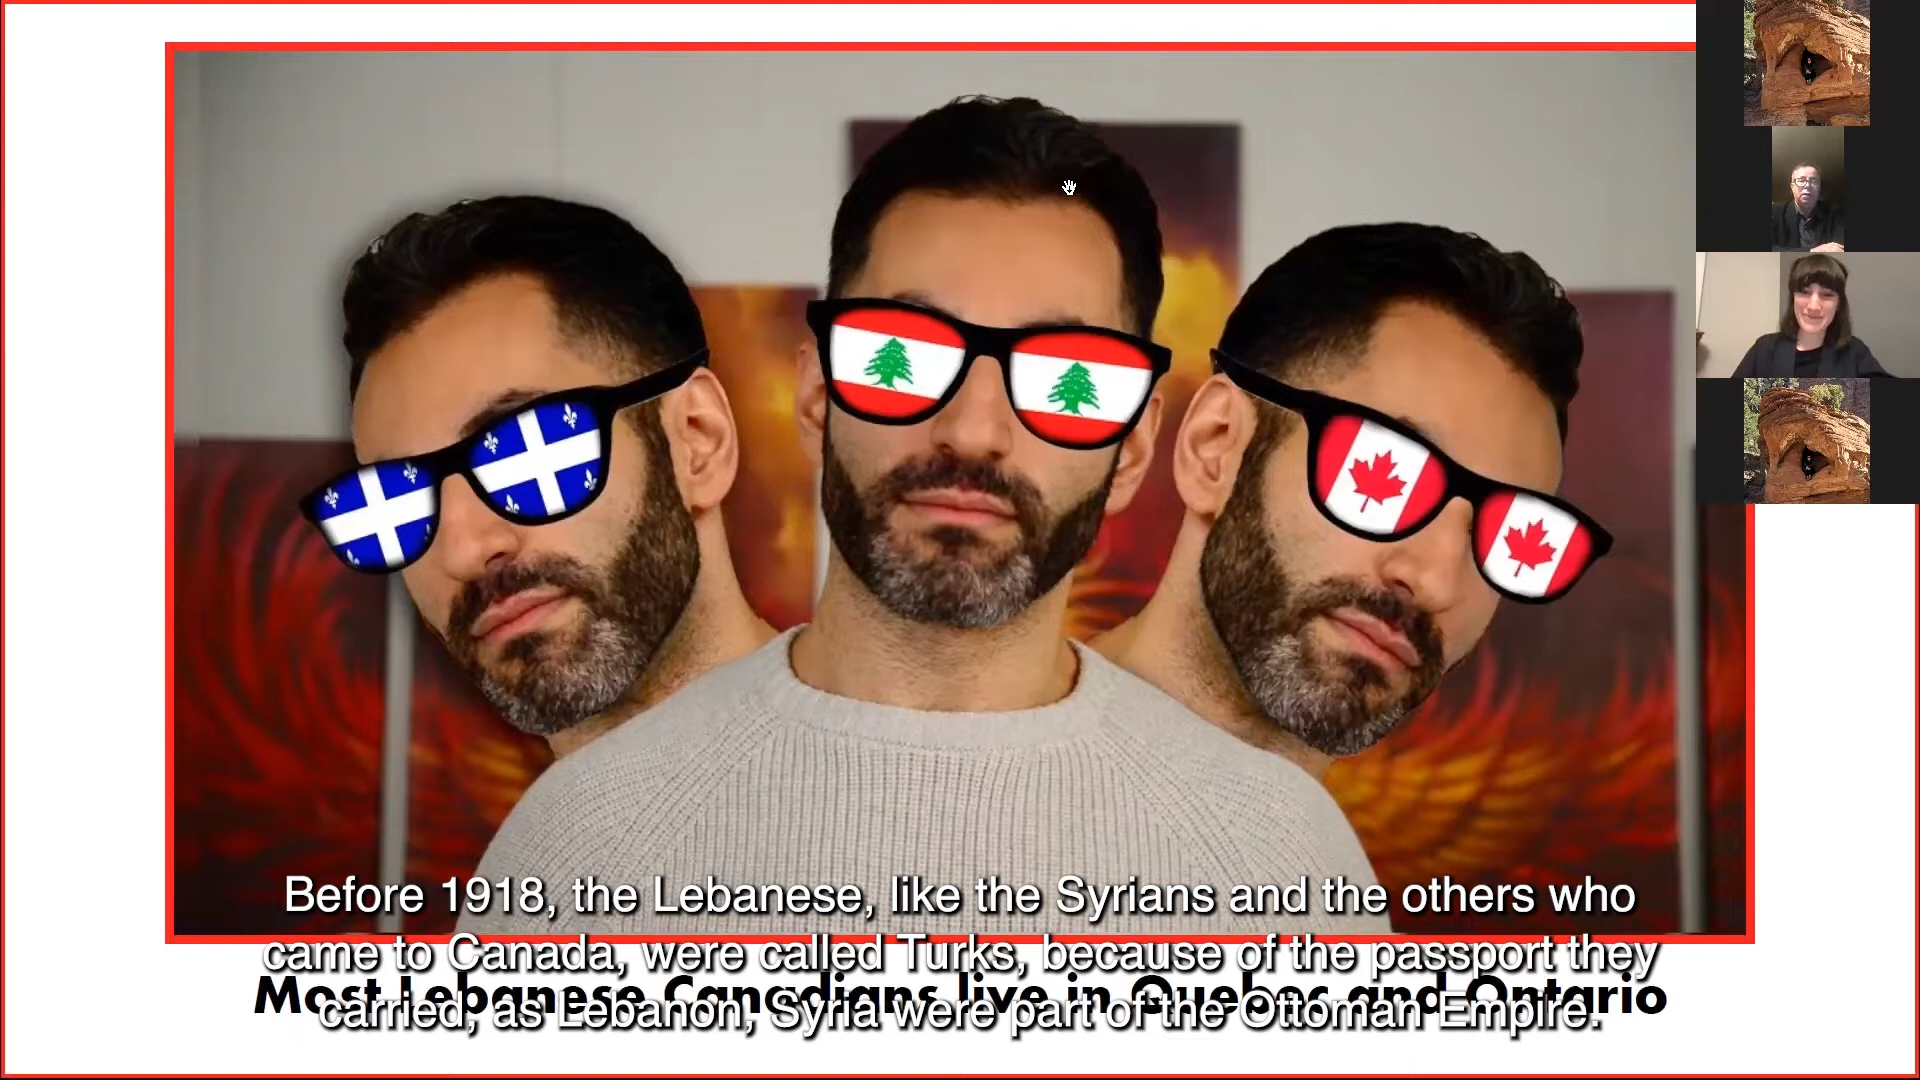 Before 1918, the Lebanese, like the Syrians and the others who
came to Canada, were called Turks, because of the passport they
carried, as Lebanon, Syria were part of the Ottoman Empire.
Most Lebanese Canadians live in Quebec and Ontario